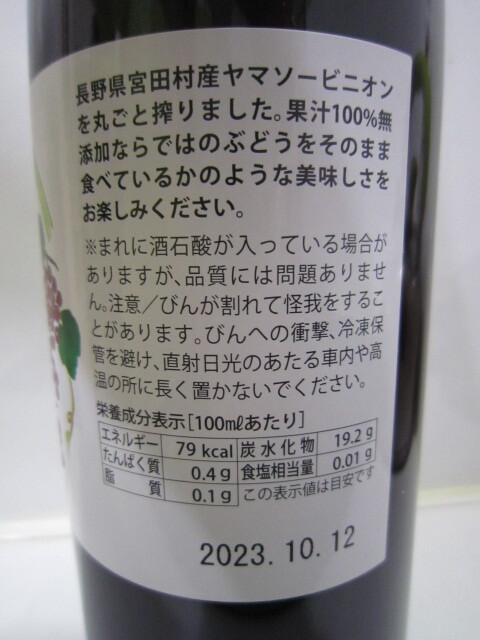 長野県宮田村産ヤマソービニオン
を丸ごと搾りました。果汁100%無
添加ならではのぶどうをそのまま
食べているかのような美味しさを
お楽しみください。
※まれに酒石酸が入っている場合が
ありますが、品質には問題ありませ
ん。注意／びんが割れて怪我をするこ
とがあります。びんへの衝撃、冷凍保
管を避け、直射日光のあたる車内や高
温の所に長く置かないでください。
栄養成分表示[100mlあたり]
エネルギー 79 kcal 炭水化物 19.2 g
たんぱく質 0.4 g 食塩相当量 0.01 g
脂質 0.1 g この表示値は目安です
2023.10.12